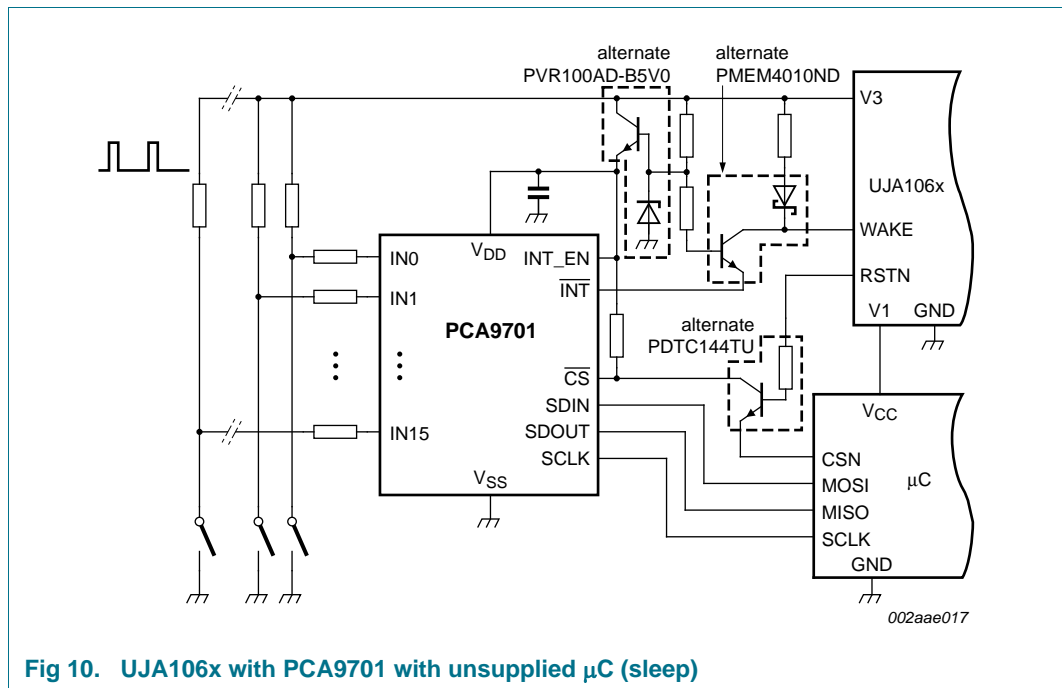 alternate
PVR100AD-B5V0
alternate
PMEM4010ND
V3
UJA106x
WAKE
RSTN
V1
GND
VDD
IN0
IN1
IN15
INT_EN
INT
PCA9701
CS
SDIN
SDOUT
SCLK
VSS
alternate
PDTC144TU
VCC
CSN
MOSI
MISO
SCLK
μC
GND
002aae017
Fig 10. UJA106x with PCA9701 with unsupplied μC (sleep)